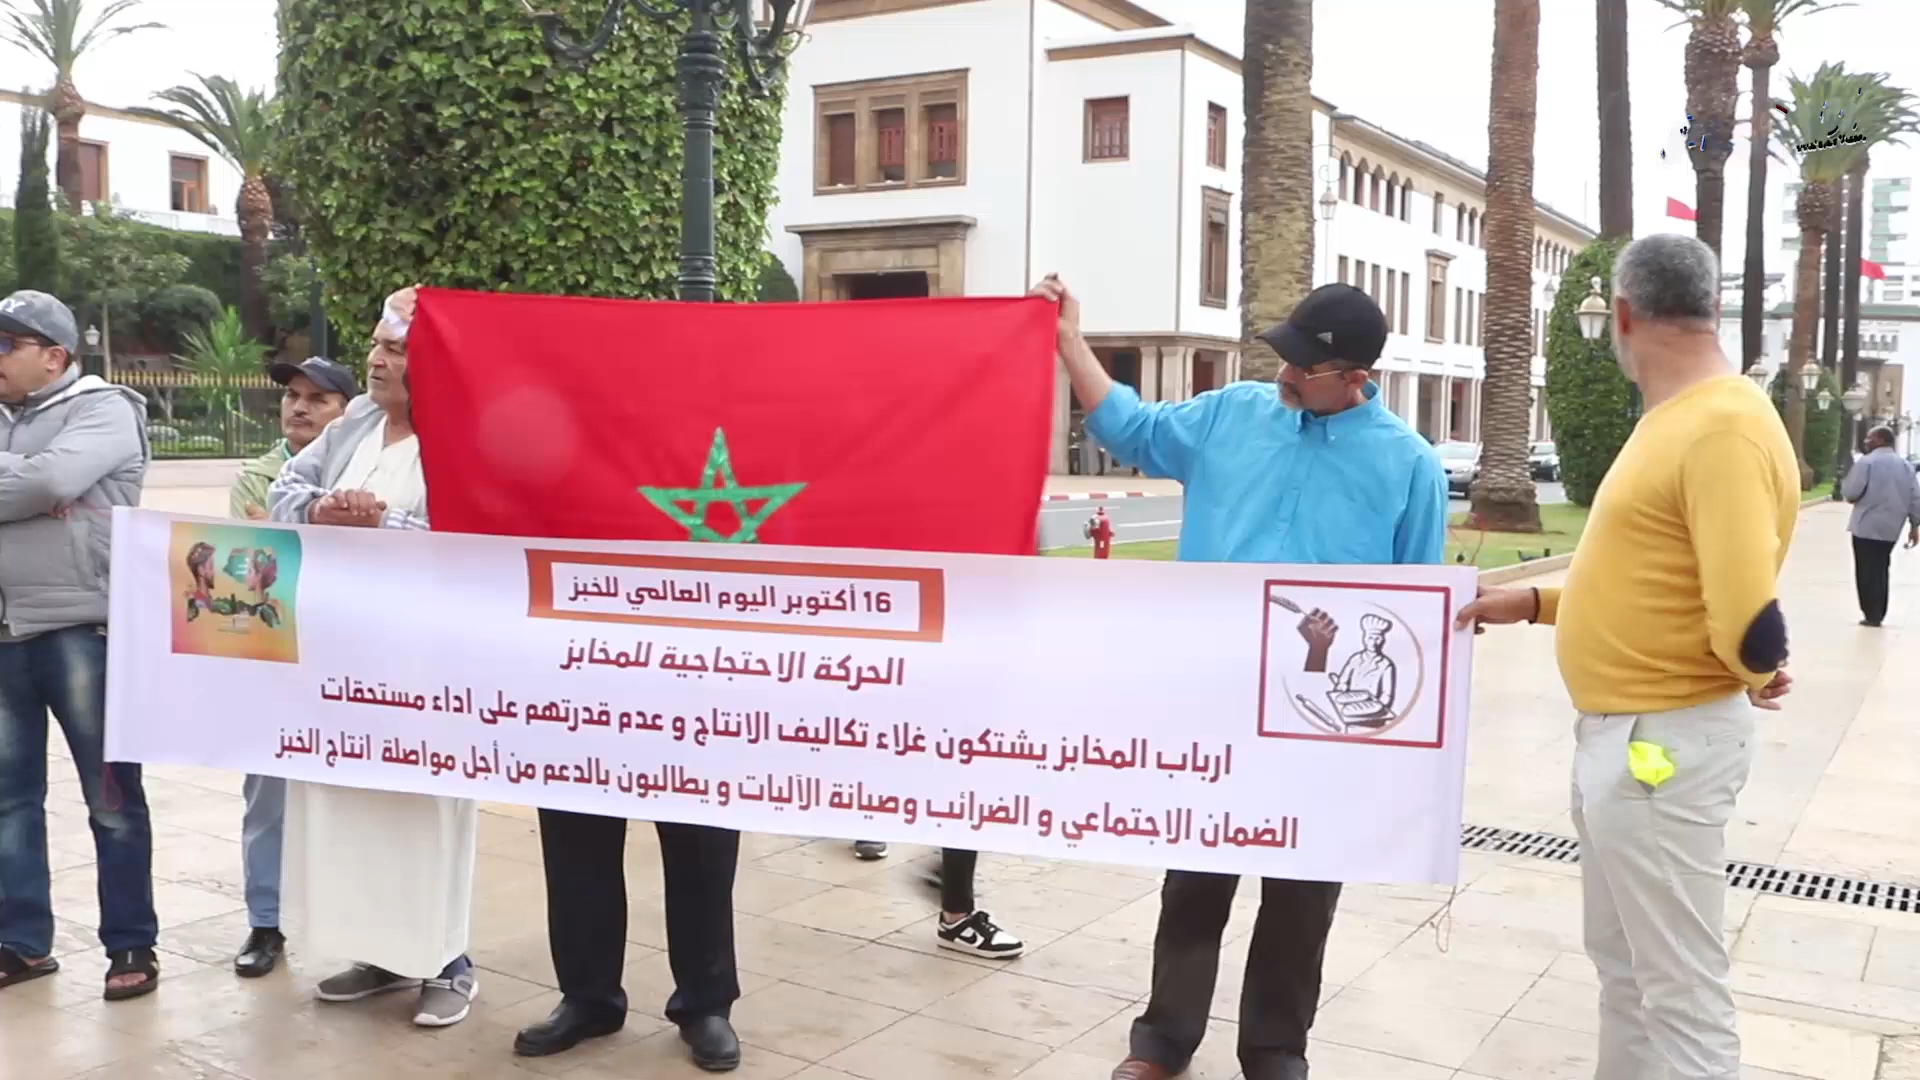 16 أكتوبر اليوم العالمي للخبز
الحركة الاحتجاجية للمخابز
ارباب المخابز يشتكون غلاء تكاليف الانتاج و عدم قدرتهم على اداء مستحقات
الضمان الاجتماعي و الضرائب وصيانة الآليات و يطالبون بالدعم من أجل مواصلة انتاج الخبز